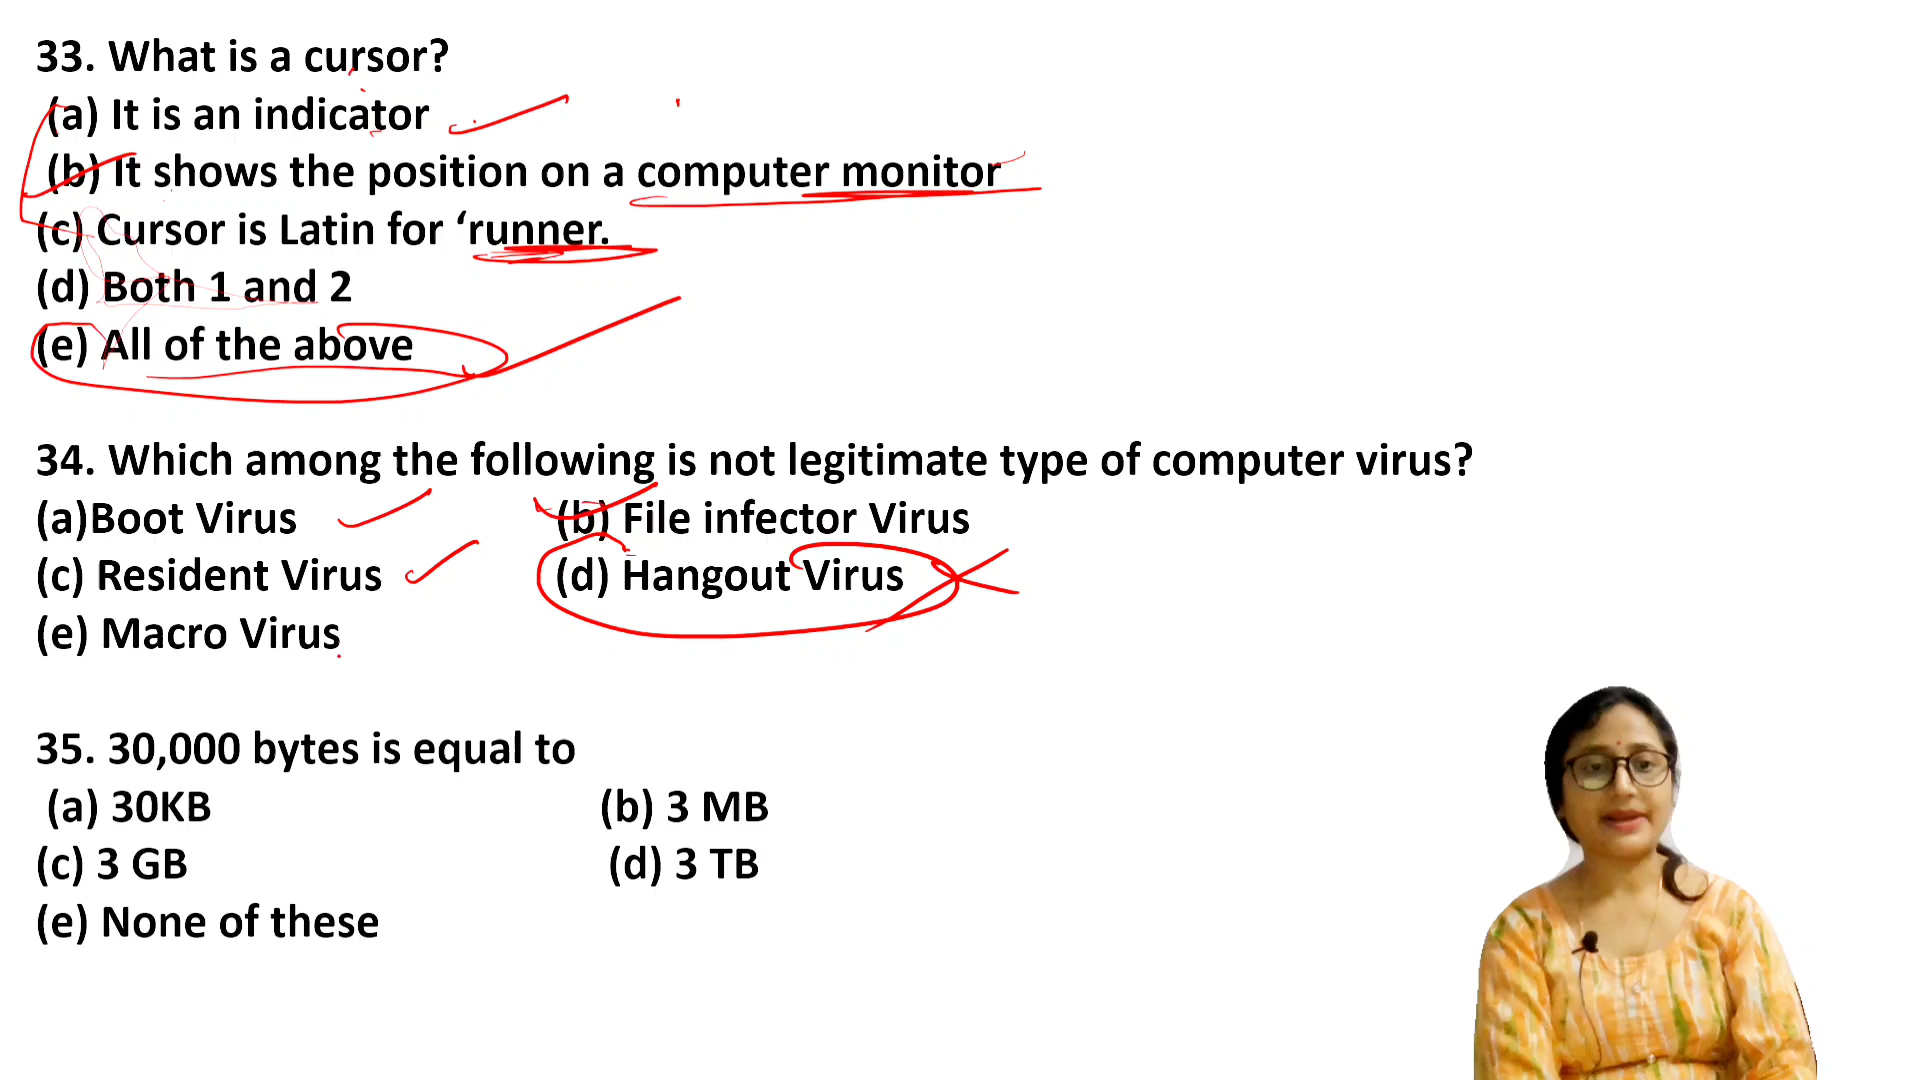 33. What is a cursor?
(a) It is an indicator
(b) It shows the position on a computer monitor
(c) Cursor is Latin for ‘runner.
(d) Both 1 and 2
(e) All of the above
34. Which among the following is not legitimate type of computer virus?
(a)Boot Virus (b) File infector Virus
(c) Resident Virus (d) Hangout Virus
(e) Macro Virus
35. 30,000 bytes is equal to
(a) 30KB (b) 3 MB
(c) 3 GB (d) 3 TB
(e) None of these